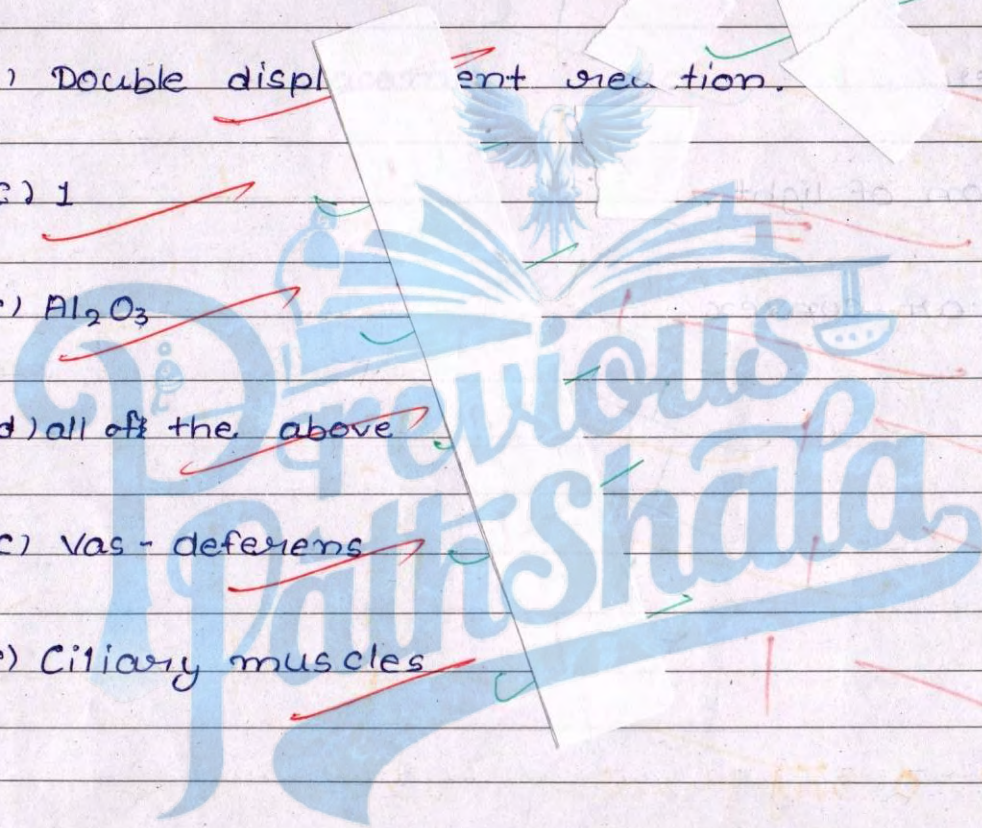 ) Double displacement reaction.
c) 1
) Al₂O₃
d) all of the above
c) Vas - deferens
) Ciliary muscles
Previous
PathShala